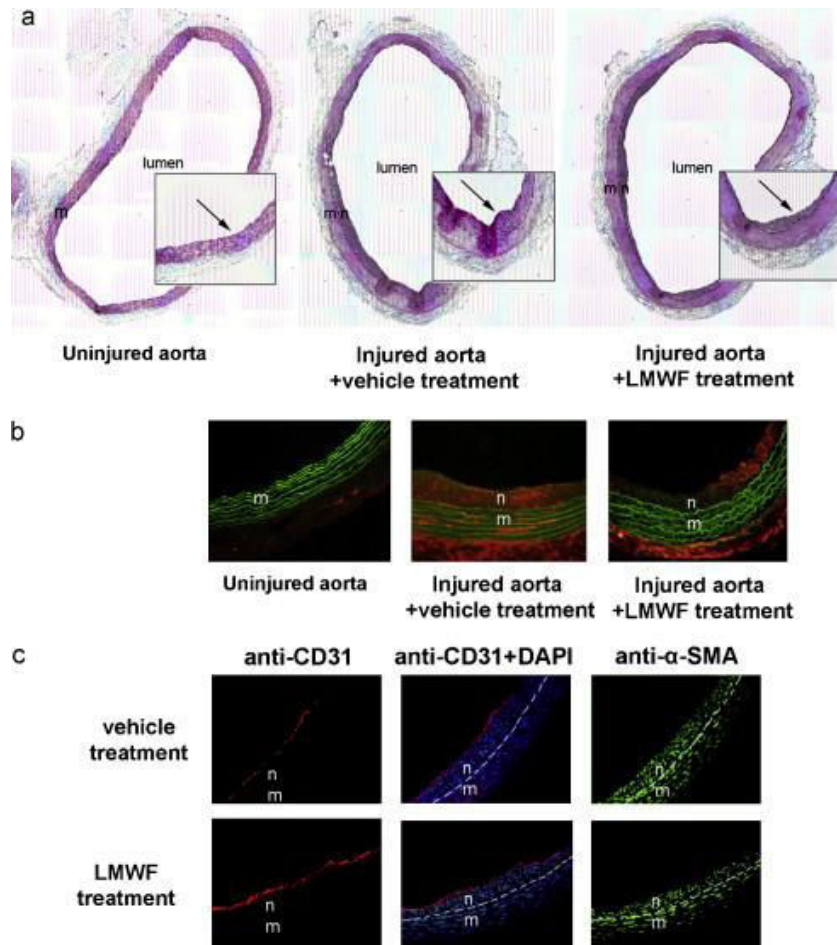 a
lumen
m
lumen
m n
lumen
m n
Uninjured aorta
Injured aorta
+vehicle treatment
Injured aorta
+LMWF treatment
b
m
n
m
n
m
Uninjured aorta
Injured aorta
+vehicle treatment
Injured aorta
+LMWF treatment
c
anti-CD31
anti-CD31+DAPI
anti-α-SMA
vehicle
treatment
n
m
n
m
n
m
LMWF
treatment
n
m
n
m
n
m